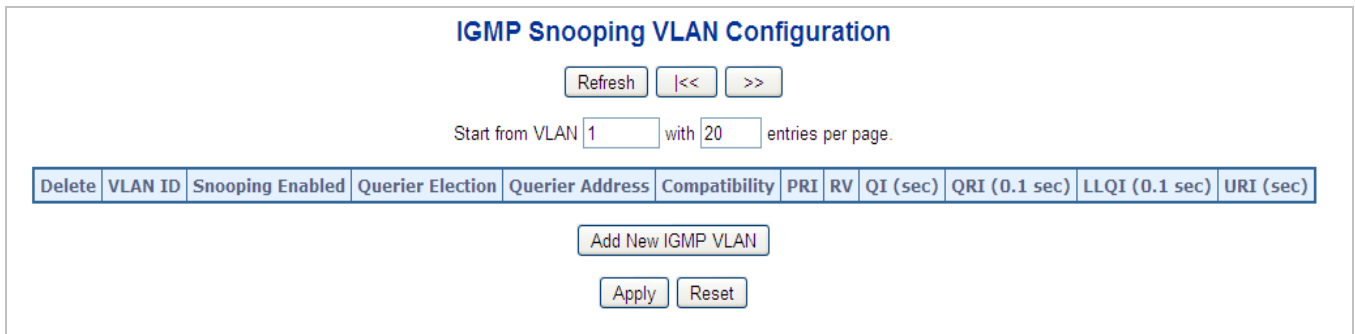 IGMP Snooping VLAN Configuration
Refresh |<< >>
Start from VLAN 1 with 20 entries per page.
Delete VLAN ID Snooping Enabled Querier Election Querier Address Compatibility PRI RV QI (sec) QRI (0.1 sec) LLQI (0.1 sec) URI (sec)
Add New IGMP VLAN
Apply Reset